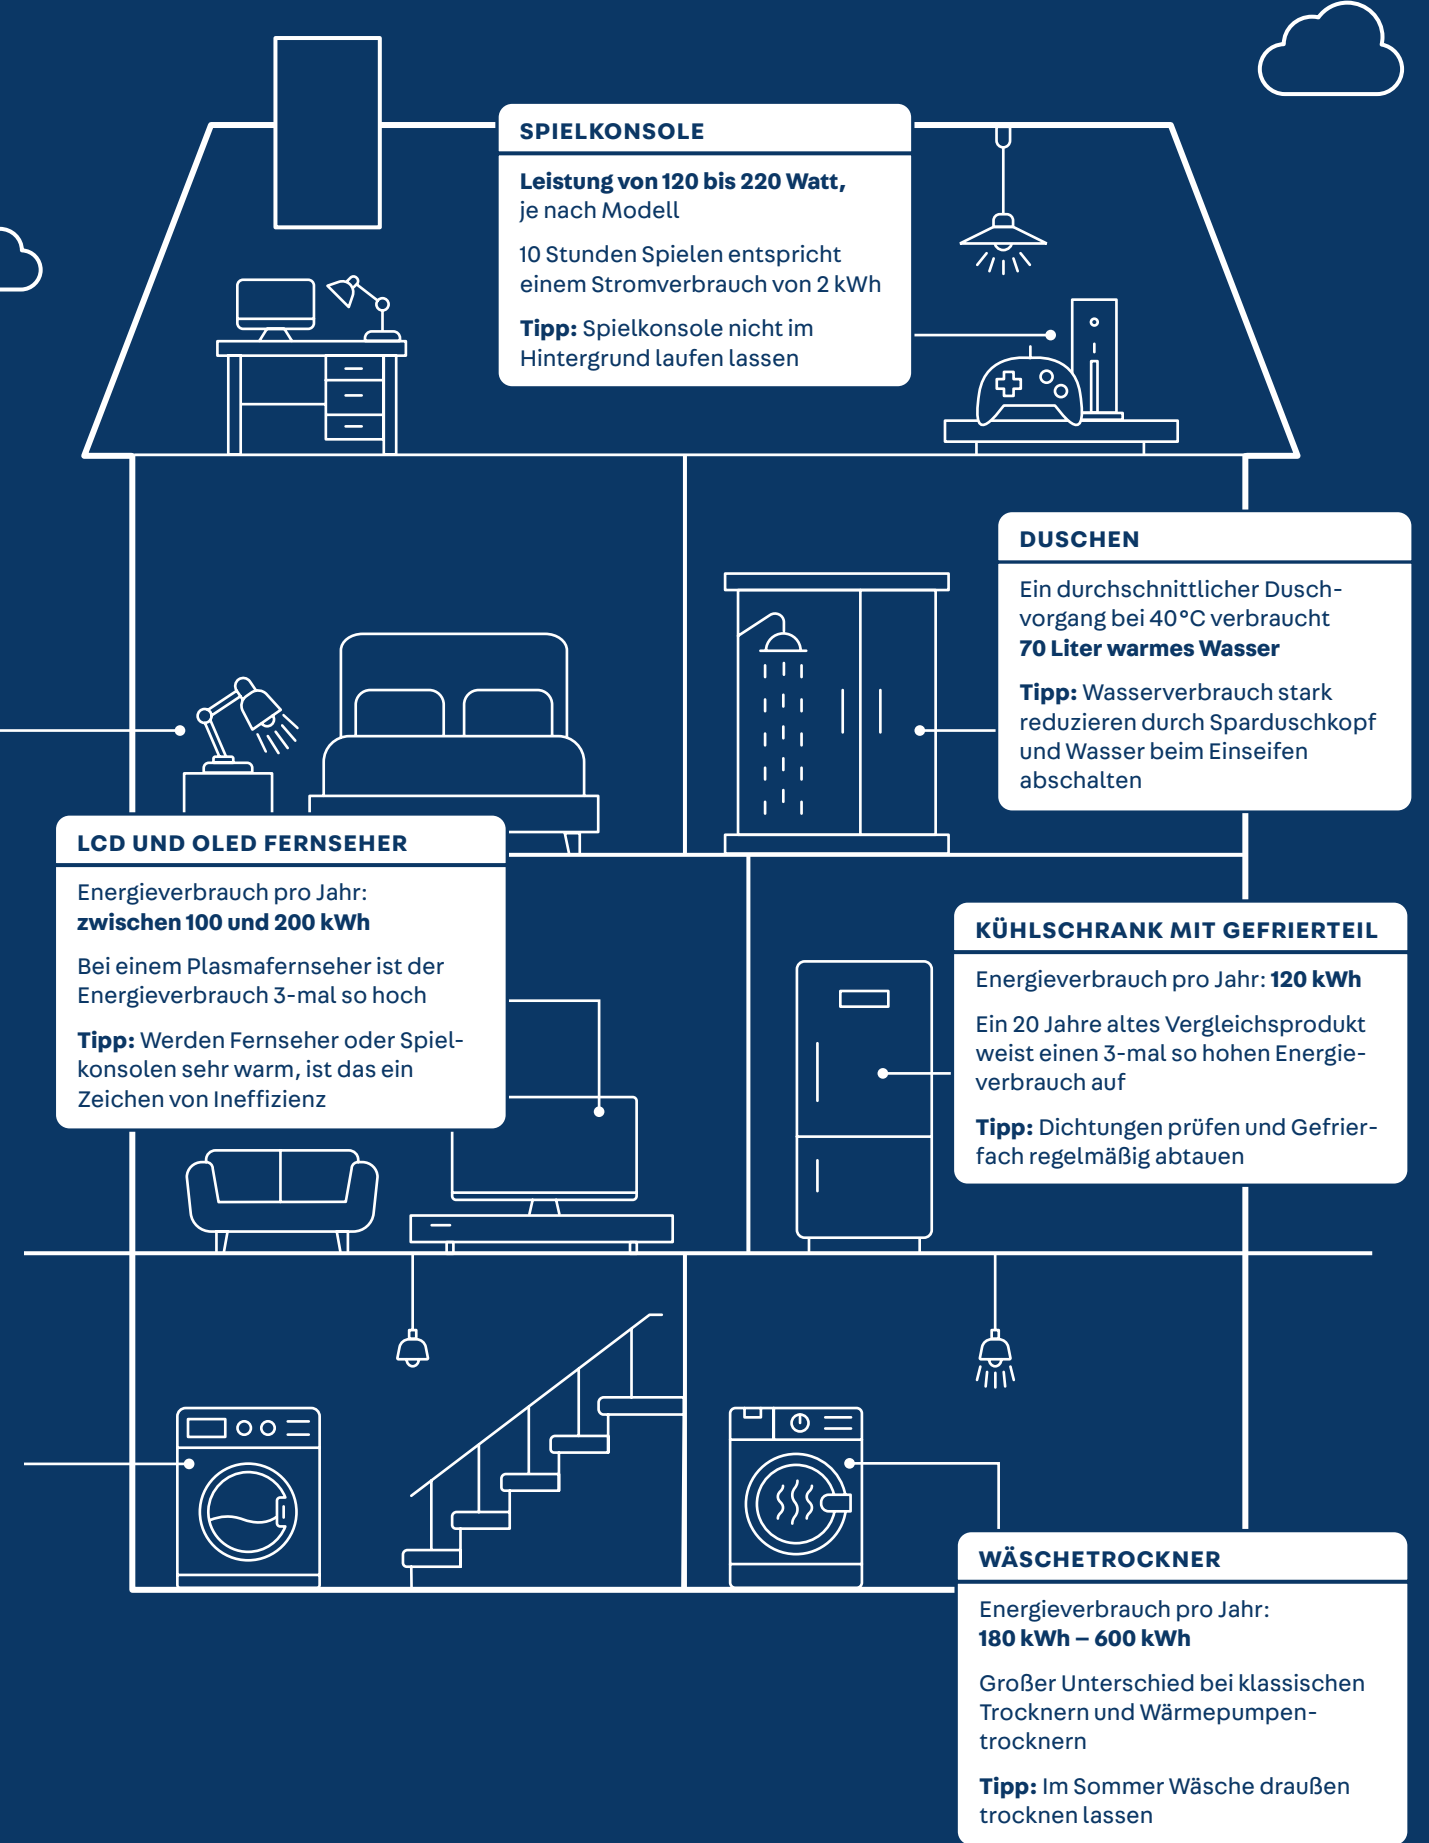 SPIELKONSOLE
Leistung von 120 bis 220 Watt,
je nach Modell
10 Stunden Spielen entspricht
einem Stromverbrauch von 2 kWh
Tipp: Spielkonsole nicht im
Hintergrund laufen lassen
DUSCHEN
Ein durchschnittlicher Dusch-
vorgang bei 40°C verbraucht
70 Liter warmes Wasser
Tipp: Wasserverbrauch stark
reduzieren durch Sparduschkopf
und Wasser beim Einseifen
abschalten
LCD UND OLED FERNSEHER
Energieverbrauch pro Jahr:
zwischen 100 und 200 kWh
Bei einem Plasmafernseher ist der
Energieverbrauch 3-mal so hoch
Tipp: Werden Fernseher oder Spiel-
konsolen sehr warm, ist das ein
Zeichen von Ineffizienz
KÜHLSCHRANK MIT GEFRIERTEIL
Energieverbrauch pro Jahr: 120 kWh
Ein 20 Jahre altes Vergleichsprodukt
weist einen 3-mal so hohen Energie-
verbrauch auf
Tipp: Dichtungen prüfen und Gefrier-
fach regelmäßig abtauen
WÄSCHETROCKNER
Energieverbrauch pro Jahr:
180 kWh – 600 kWh
Großer Unterschied bei klassischen
Trocknern und Wärmepumpen-
trocknern
Tipp: Im Sommer Wäsche draußen
trocknen lassen